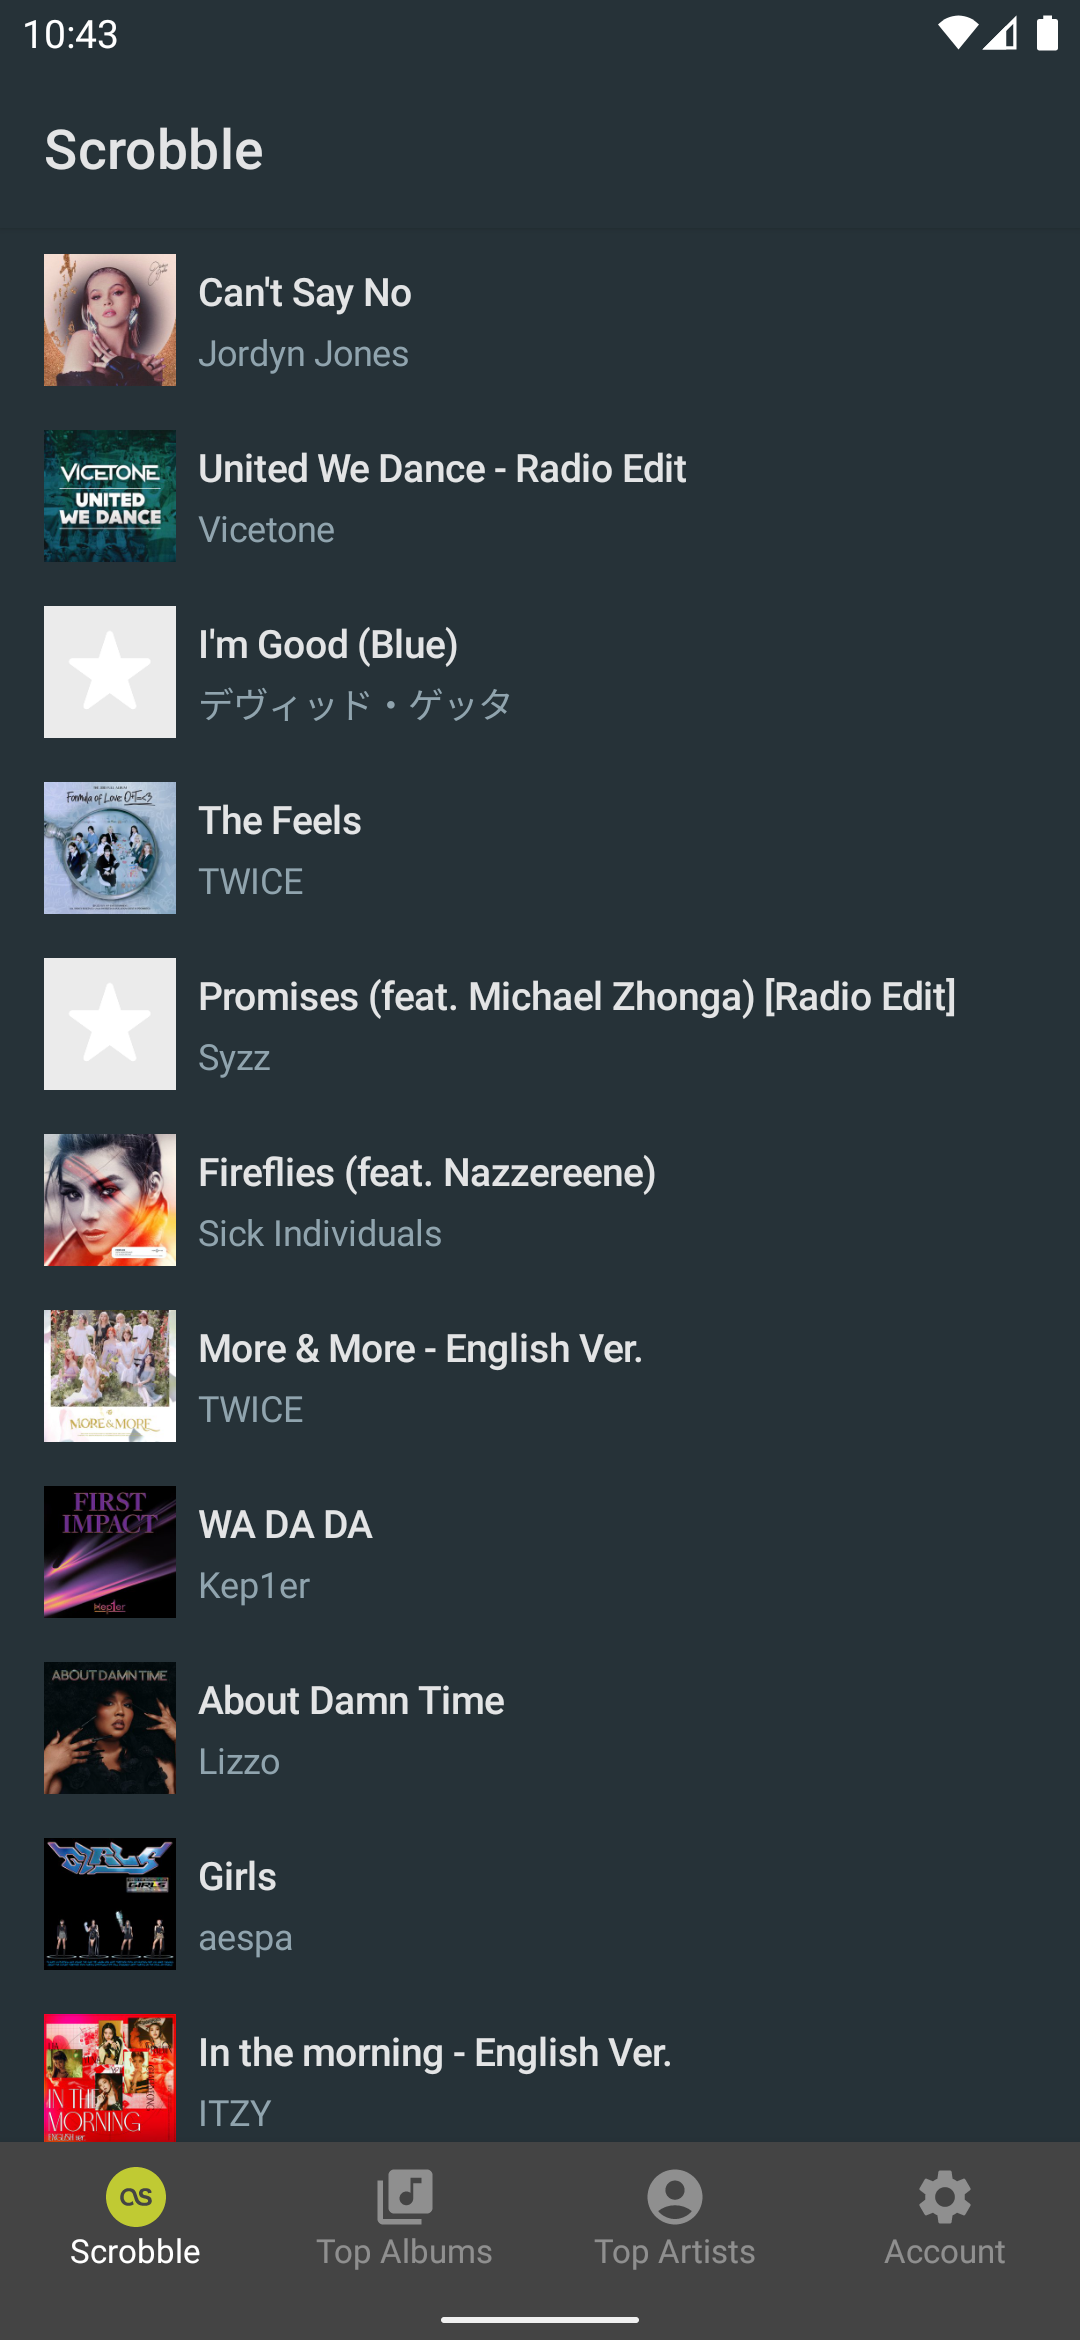 10:43
Scrobble
Can't Say No
Jordyn Jones
VICETONE
UNITED
WE DANCE
United We Dance - Radio Edit
Vicetone
I'm Good (Blue)
デヴィッド・ゲッタ
Formula of Love O+T=<3
The Feels
TWICE
Promises (feat. Michael Zhonga) [Radio Edit]
Syzz
Fireflies (feat. Nazzereene)
Sick Individuals
MORE & MORE
More & More - English Ver.
TWICE
FIRST
IMPACT
Kep1er
WA DA DA
Kep1er
ABOUT DAMN TIME
About Damn Time
Lizzo
GIRLS
GIRLS
Girls
aespa
IN THE
MORNING
ENGLISH ver.
In the morning - English Ver.
ITZY
Scrobble
Top Albums
Top Artists
Account